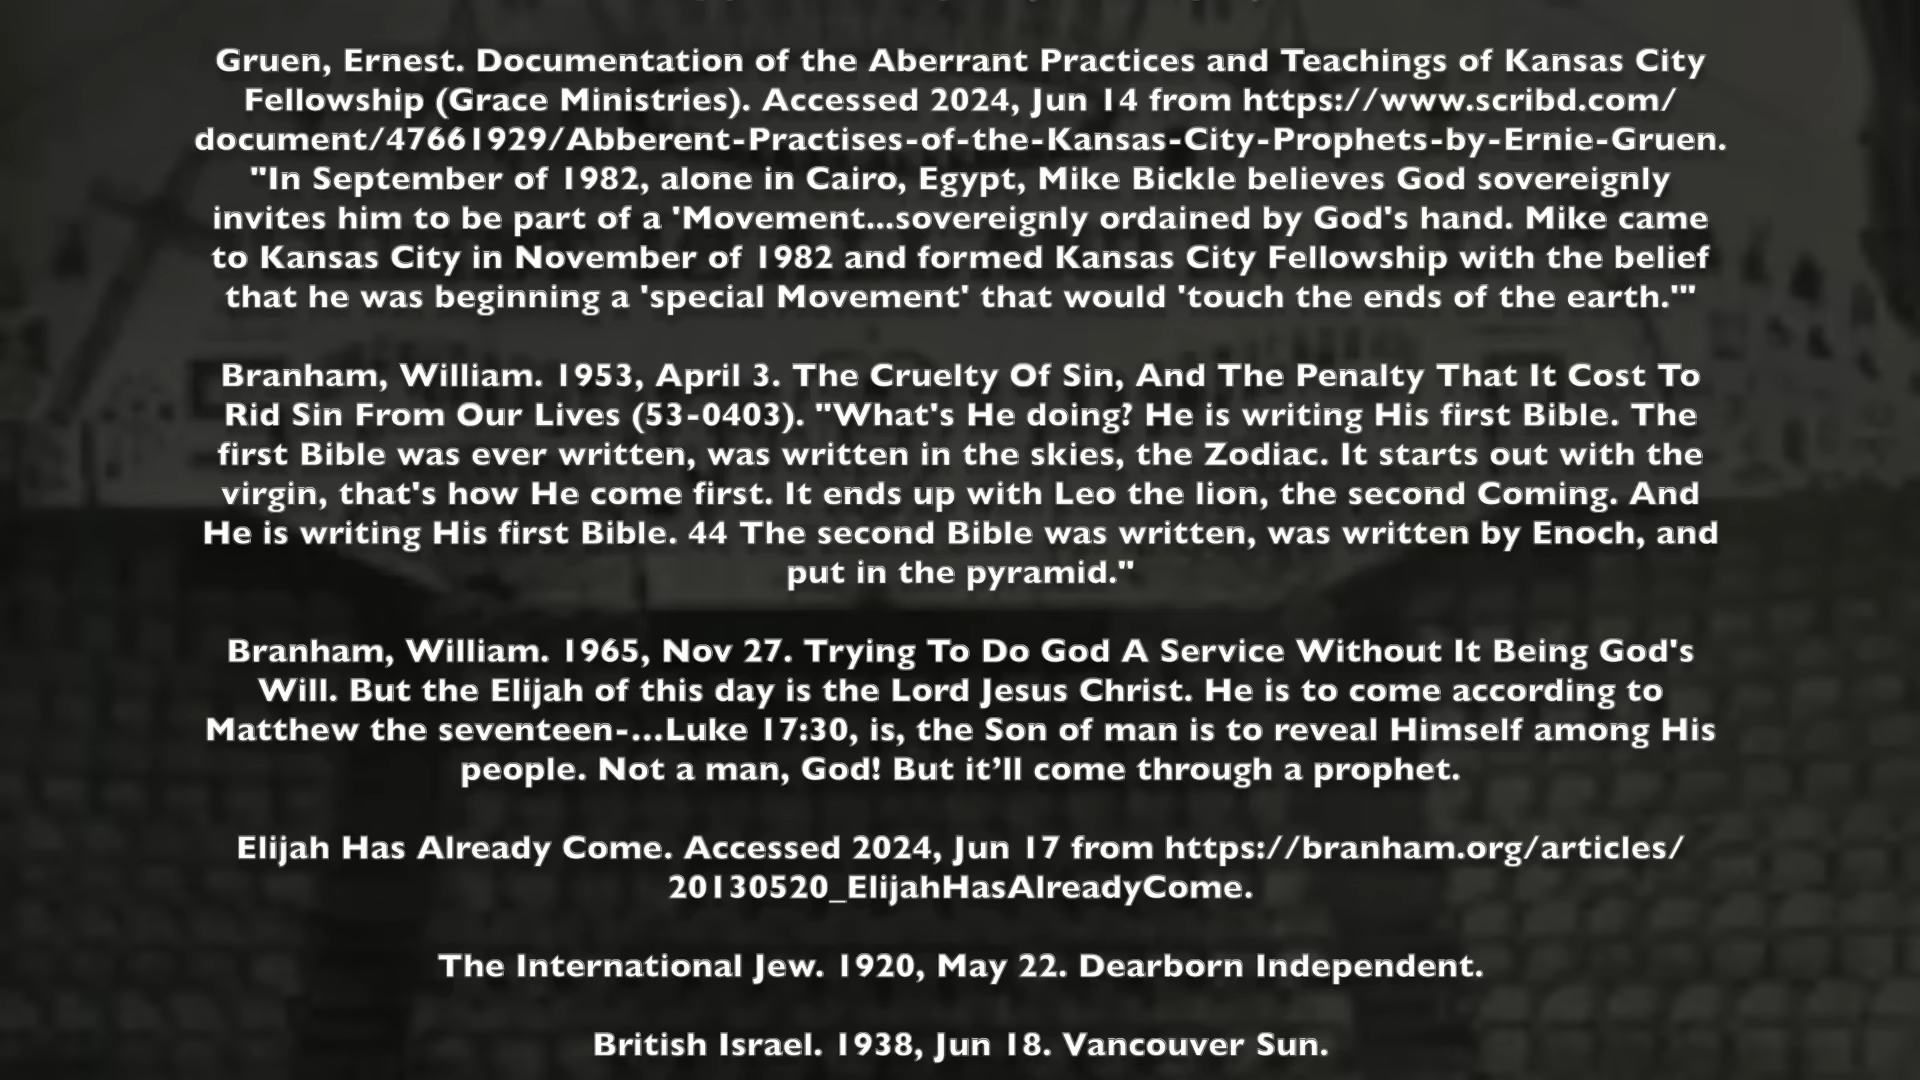 Gruen, Ernest. Documentation of the Aberrant Practices and Teachings of Kansas City
Fellowship (Grace Ministries). Accessed 2024, Jun 14 from https://www.scribd.com/
document/47661929/Abberent-Practises-of-the-Kansas-City-Prophets-by-Ernie-Gruen.
"In September of 1982, alone in Cairo, Egypt, Mike Bickle believes God sovereignly
invites him to be part of a 'Movement...sovereignly ordained by God's hand. Mike came
to Kansas City in November of 1982 and formed Kansas City Fellowship with the belief
that he was beginning a 'special Movement' that would 'touch the ends of the earth.'"
Branham, William. 1953, April 3. The Cruelty Of Sin, And The Penalty That It Cost To
Rid Sin From Our Lives (53-0403). "What's He doing? He is writing His first Bible. The
first Bible was ever written, was written in the skies, the Zodiac. It starts out with the
virgin, that's how He come first. It ends up with Leo the lion, the second Coming. And
He is writing His first Bible. 44 The second Bible was written, was written by Enoch, and
put in the pyramid."
Branham, William. 1965, Nov 27. Trying To Do God A Service Without It Being God's
Will. But the Elijah of this day is the Lord Jesus Christ. He is to come according to
Matthew the seventeen-...Luke 17:30, is, the Son of man is to reveal Himself among His
people. Not a man, God! But it’ll come through a prophet.
Elijah Has Already Come. Accessed 2024, Jun 17 from https://branham.org/articles/
20130520_ElijahHasAlreadyCome.
The International Jew. 1920, May 22. Dearborn Independent.
British Israel. 1938, Jun 18. Vancouver Sun.